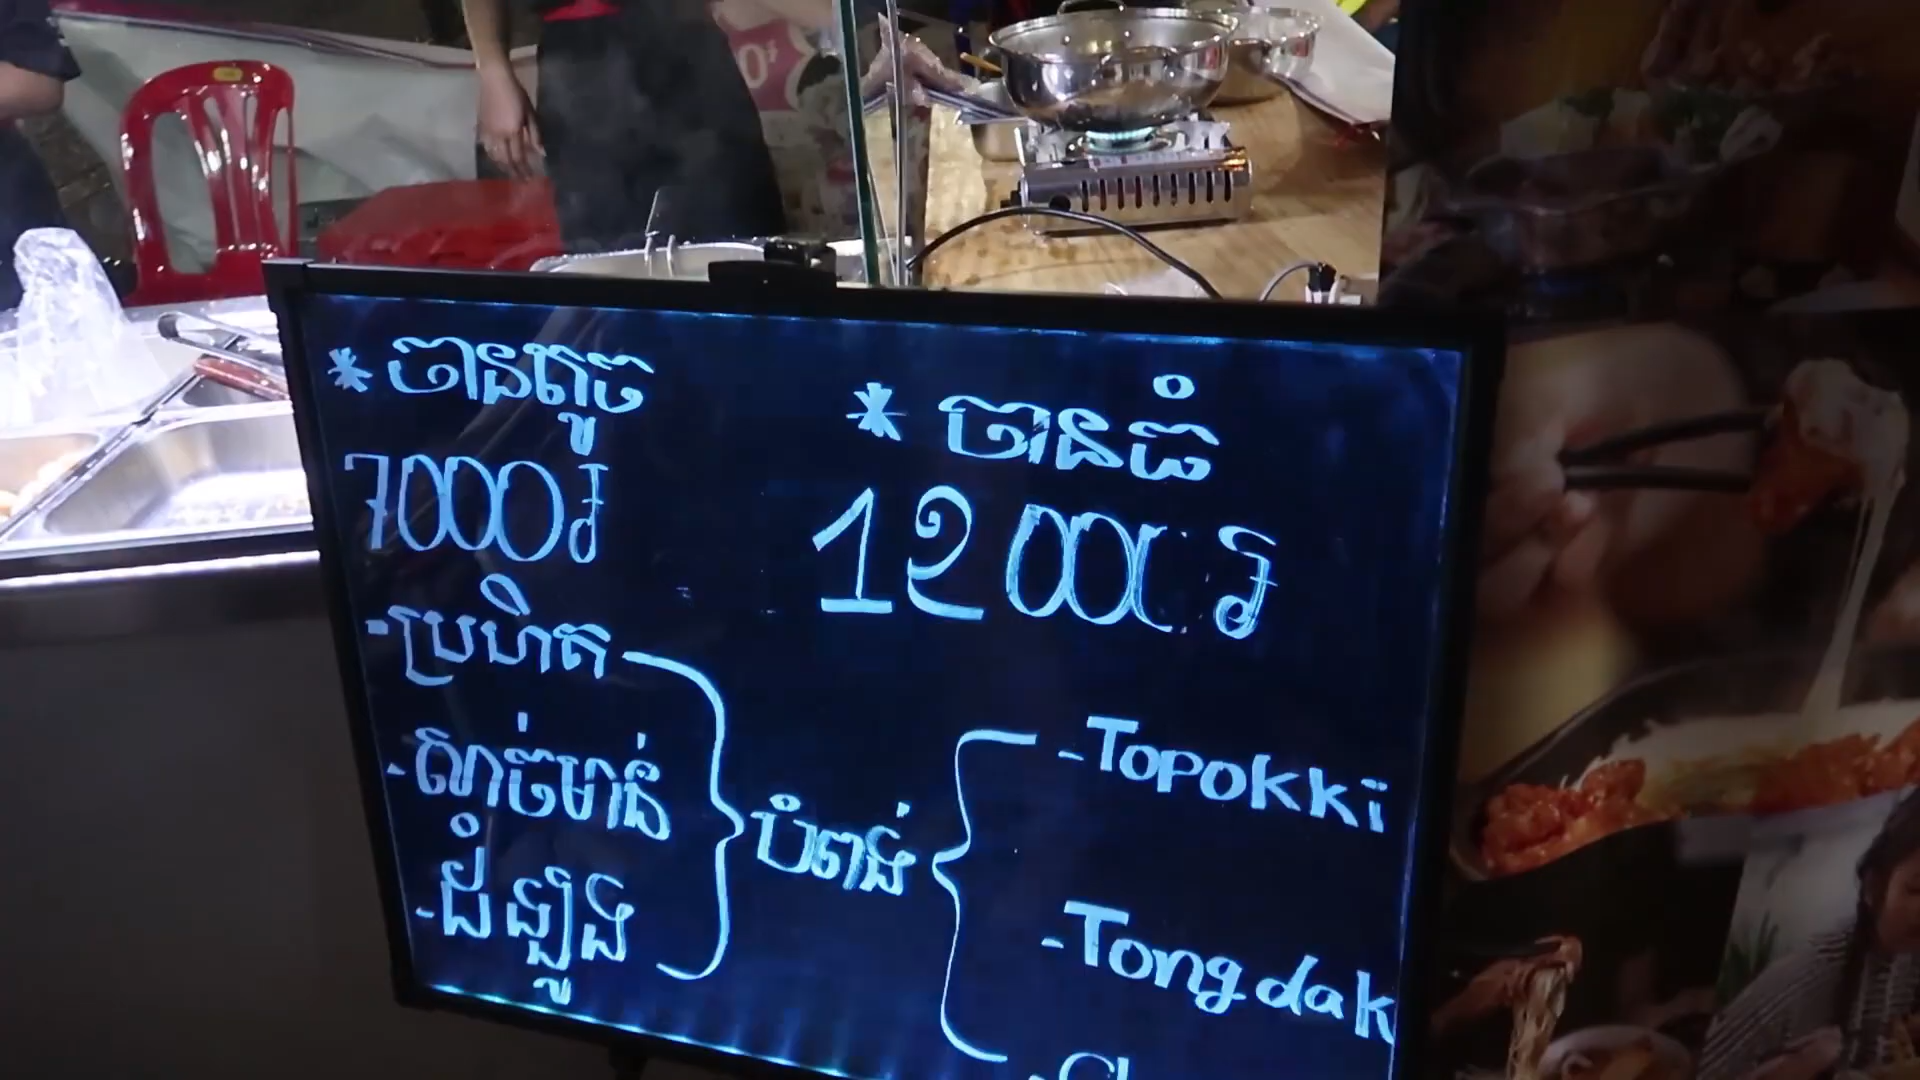 * ចានតូច
7000៛
* ចានធំ
12000៛
- ប្រហិត
- សាច់មាន់
- ដំឡូង
បំពង
- Topokki
- Tongdak